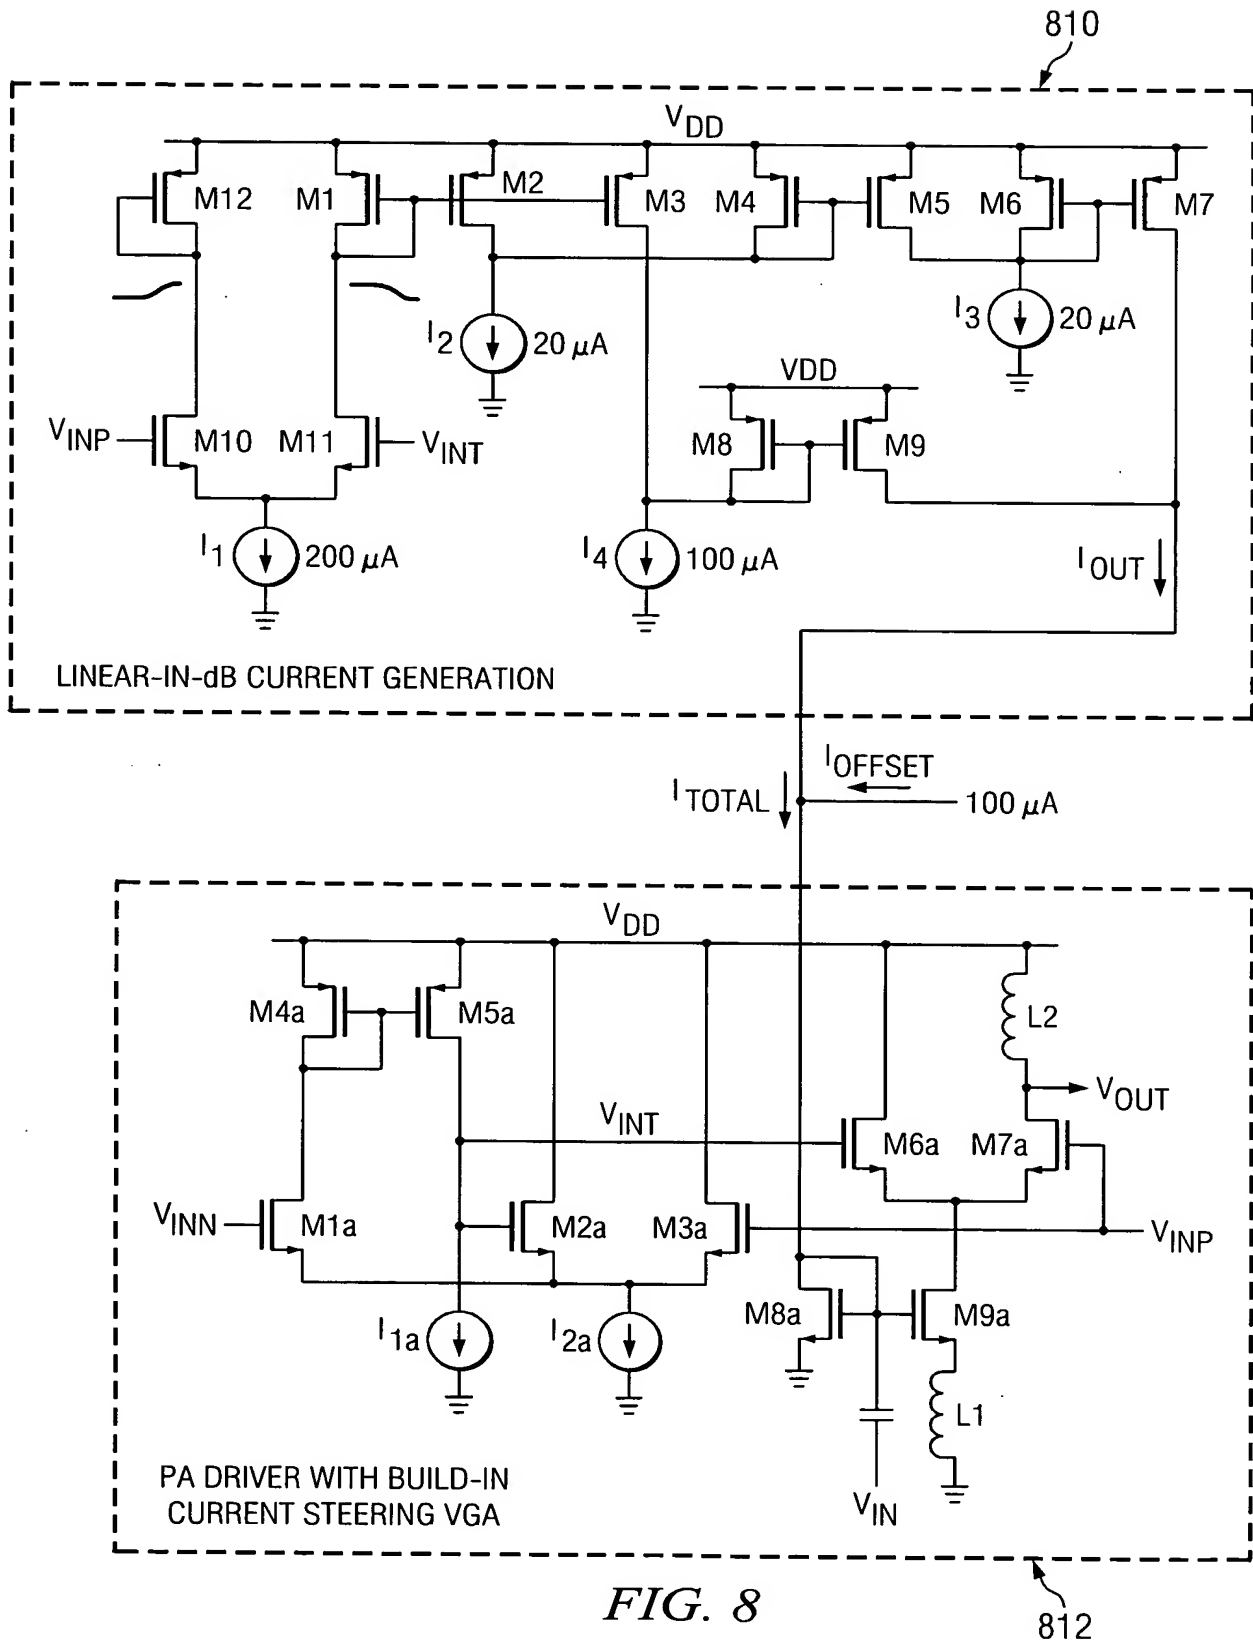 810
VDD
M12
M1
M2
M3
M4
M5
M6
M7
I2
20 µA
I3
20 µA
VDD
VINP
M10
M11
VINT
M8
M9
I1
200 µA
I4
100 µA
IOUT
LINEAR-IN-dB CURRENT GENERATION
IOFFSET
ITOTAL
100 µA
VDD
M4a
M5a
L2
VOUT
VINT
M6a
M7a
VINN
M1a
M2a
M3a
VINP
M8a
M9a
I1a
I2a
L1
PA DRIVER WITH BUILD-IN
CURRENT STEERING VGA
VIN
FIG. 8
812